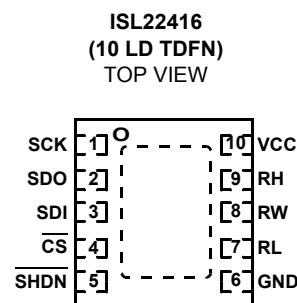 ISL22416
(10 LD TDFN)
TOP VIEW
SCK 1 O 10 VCC
SDO 2 9 RH
SDI 3 8 RW
CS 4 7 RL
SHDN 5 6 GND